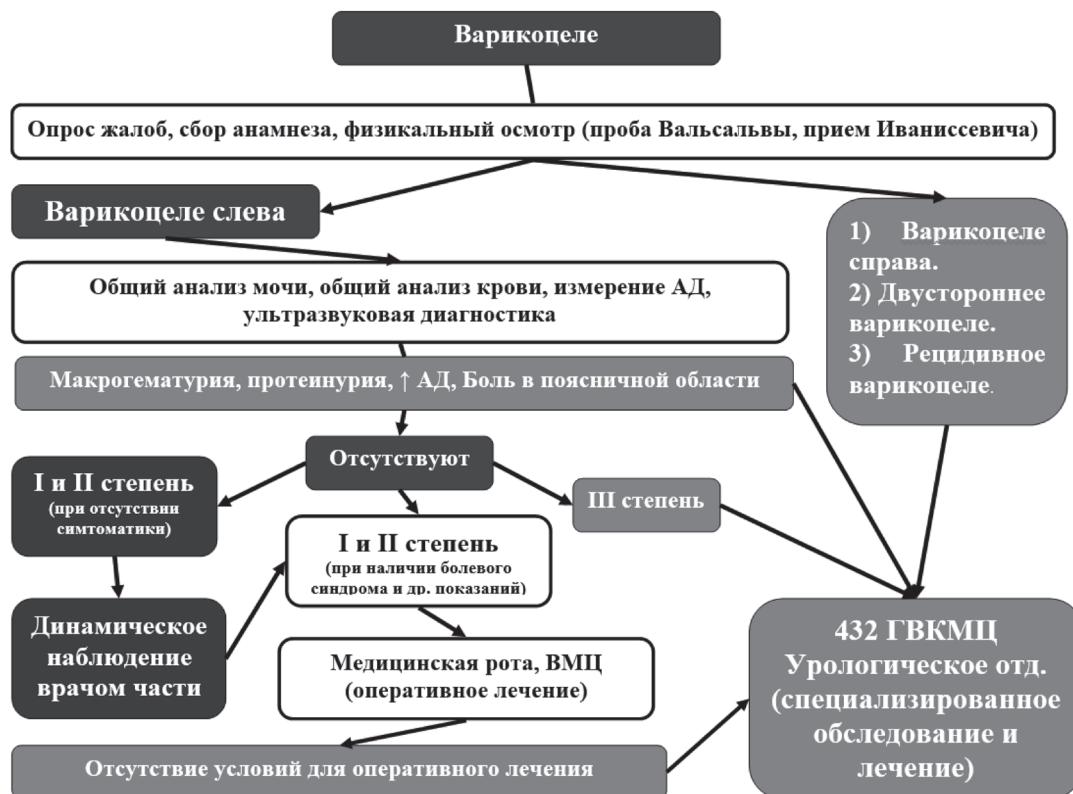 Варикоцеле
Опрос жалоб, сбор анамнеза, физикальный осмотр (проба Вальсальвы, прием Иваниссевича)
Варикоцеле слева
1) Варикоцеле
справа.
2) Двустороннее
варикоцеле.
3) Рецидивное
варикоцеле.
Общий анализ мочи, общий анализ крови, измерение АД,
ультразвуковая диагностика
Макрогематурия, протеинурия, ↑ АД, Боль в поясничной области
Отсутствуют
I и II степень
(при отсутствии
симтоматики)
I и II степень
(при наличии болевого
синдрома и др. показаний)
III степень
Динамическое
наблюдение
врачом части
Медицинская рота, ВМЦ
(оперативное лечение)
Отсутствие условий для оперативного лечения
432 ГВКМЦ
Урологическое отд.
(специализированное
обследование и
лечение)